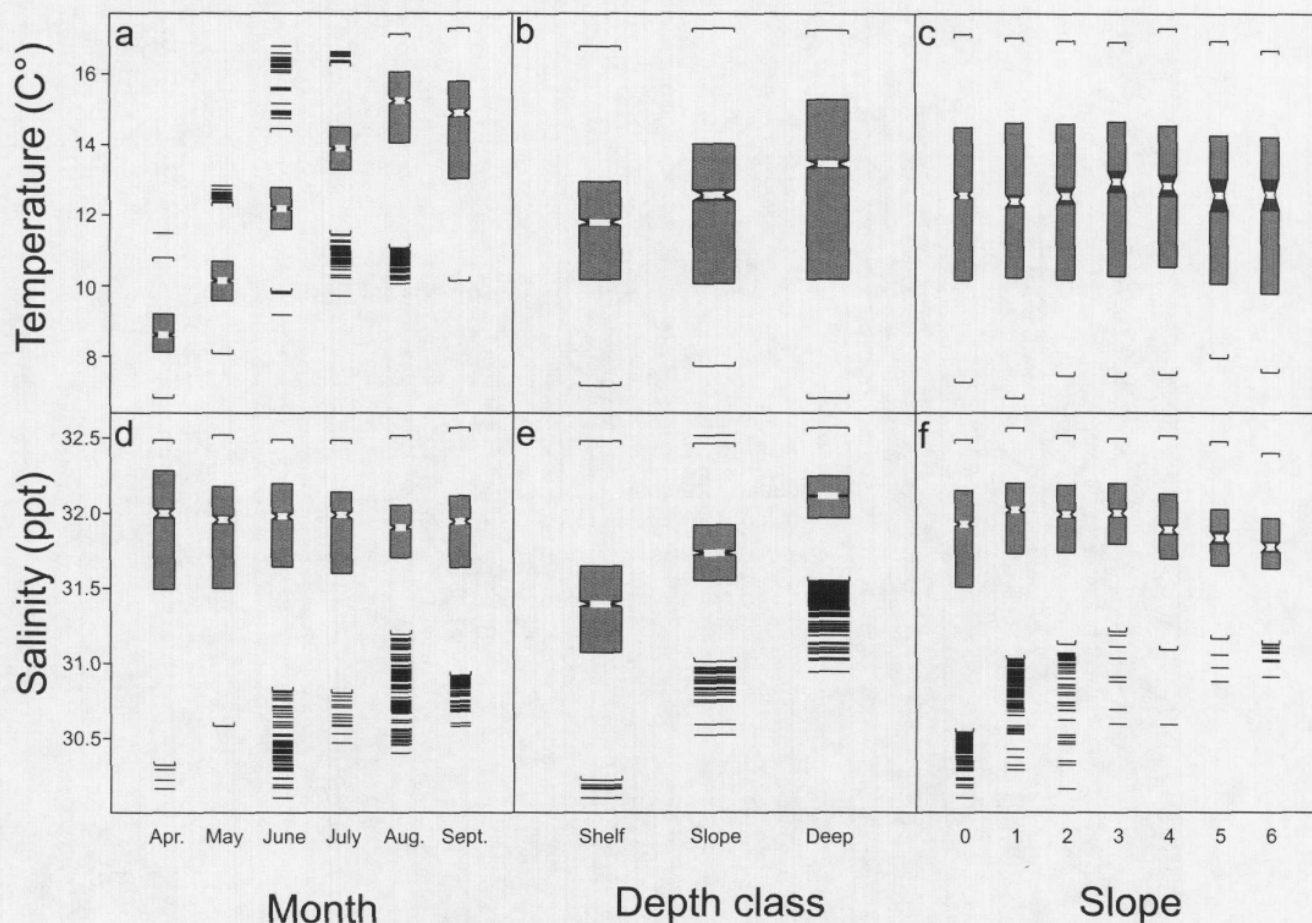 a
b
c
Temperature (C°)
16
14
12
10
8
d
e
f
Salinity (ppt)
32.5
32.0
31.5
31.0
30.5
Apr. May June July Aug. Sept. Shelf Slope Deep 0 1 2 3 4 5 6
Month Depth class Slope